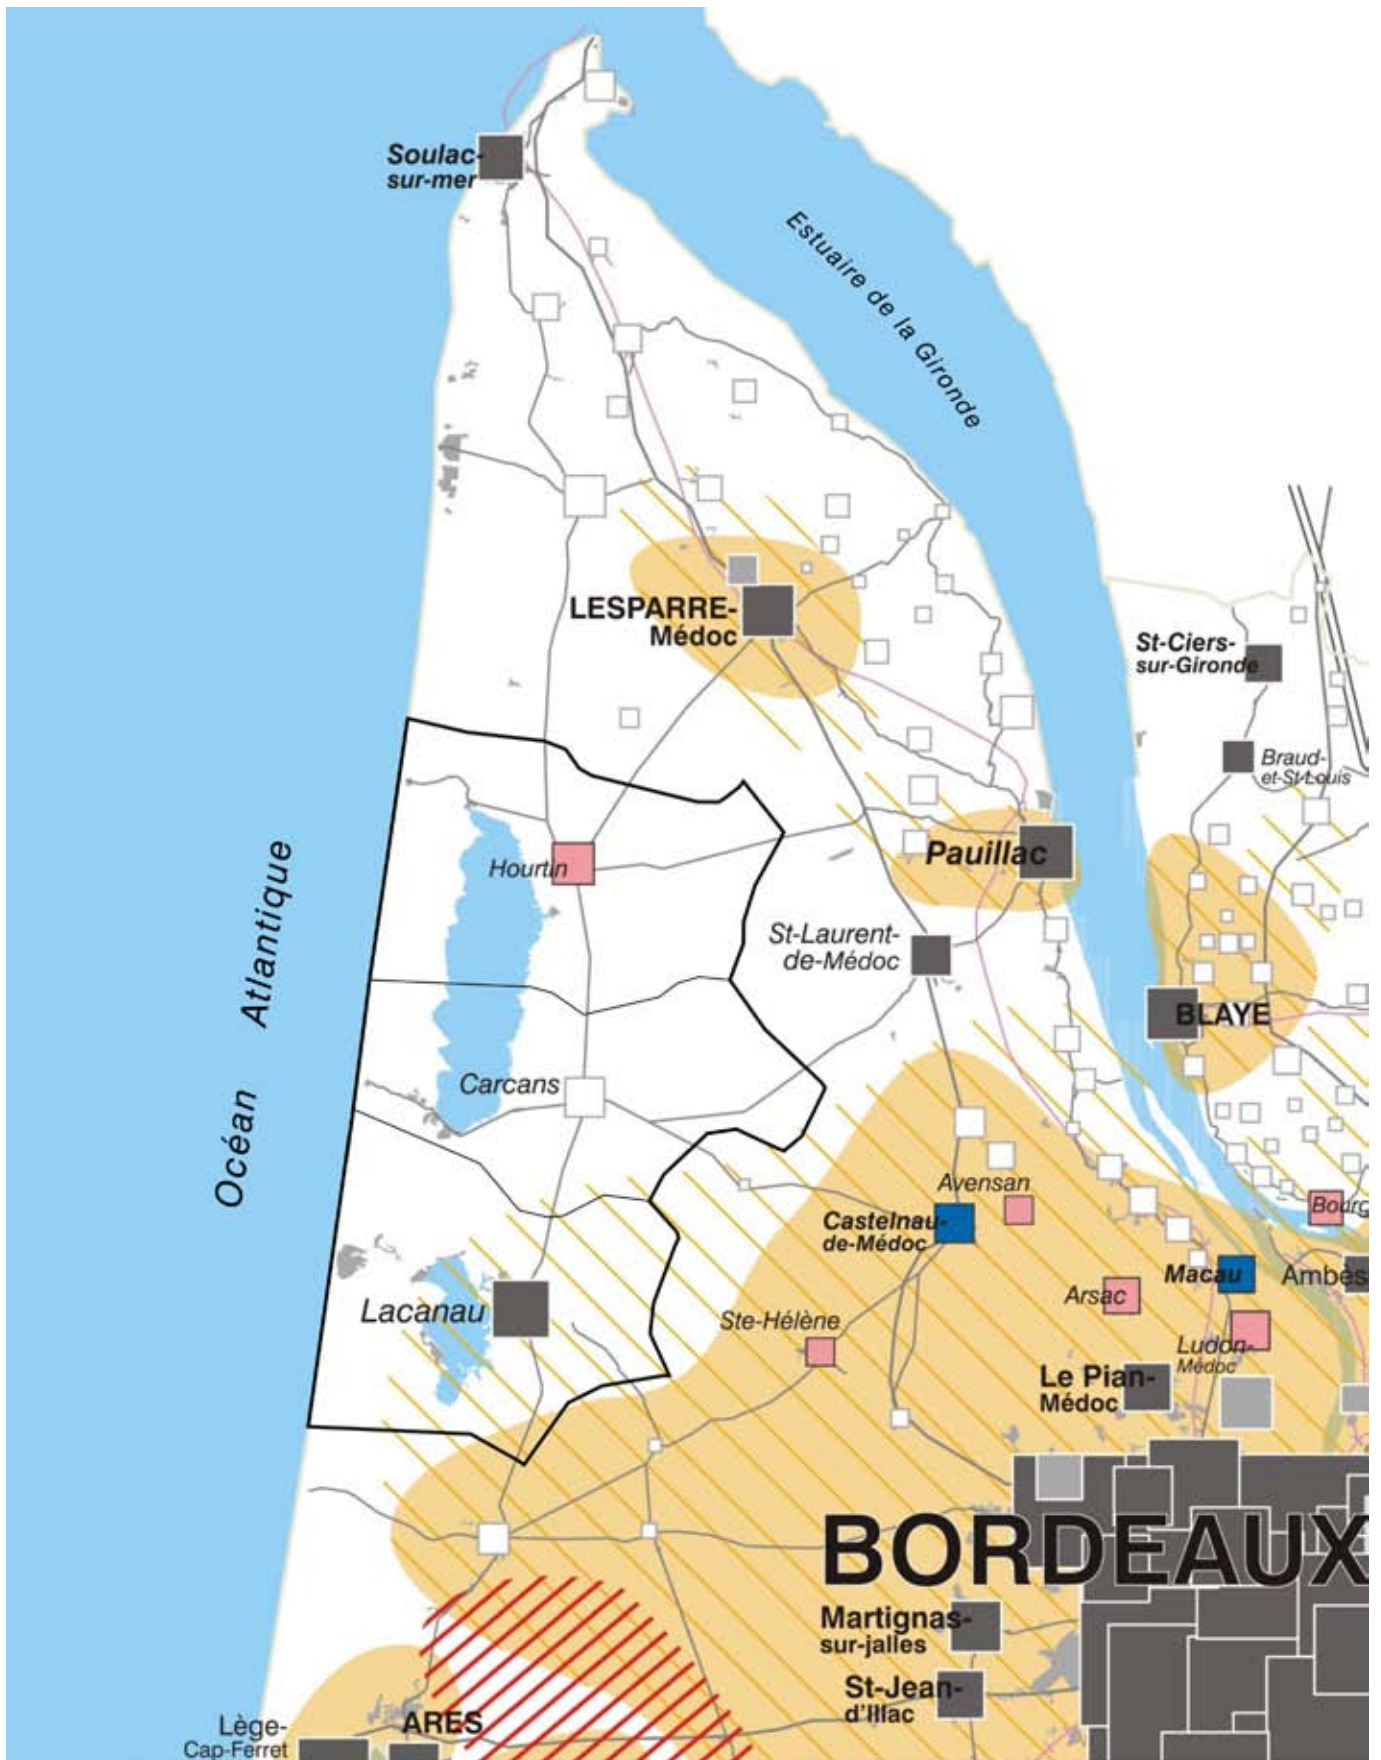 Soulac-
sur-mer
Estuaire de la Gironde
LESPARRE-
Médoc
St-Ciers-
sur-Gironde
Braud-
et-St-Louis
Océan Atlantique
Hourtin
Pauillac
St-Laurent-
de-Médoc
BLAYE
Carcans
Avensan
Castelnau-
de-Médoc
Bourg
Macau
Ambès
Arsac
Lacanau
Ste-Hélène
Ludon-
Médoc
Le Pian-
Médoc
BORDEAUX
Martignas-
sur-jalles
St-Jean-
d'Illac
ARES
Lège-
Cap-Ferret